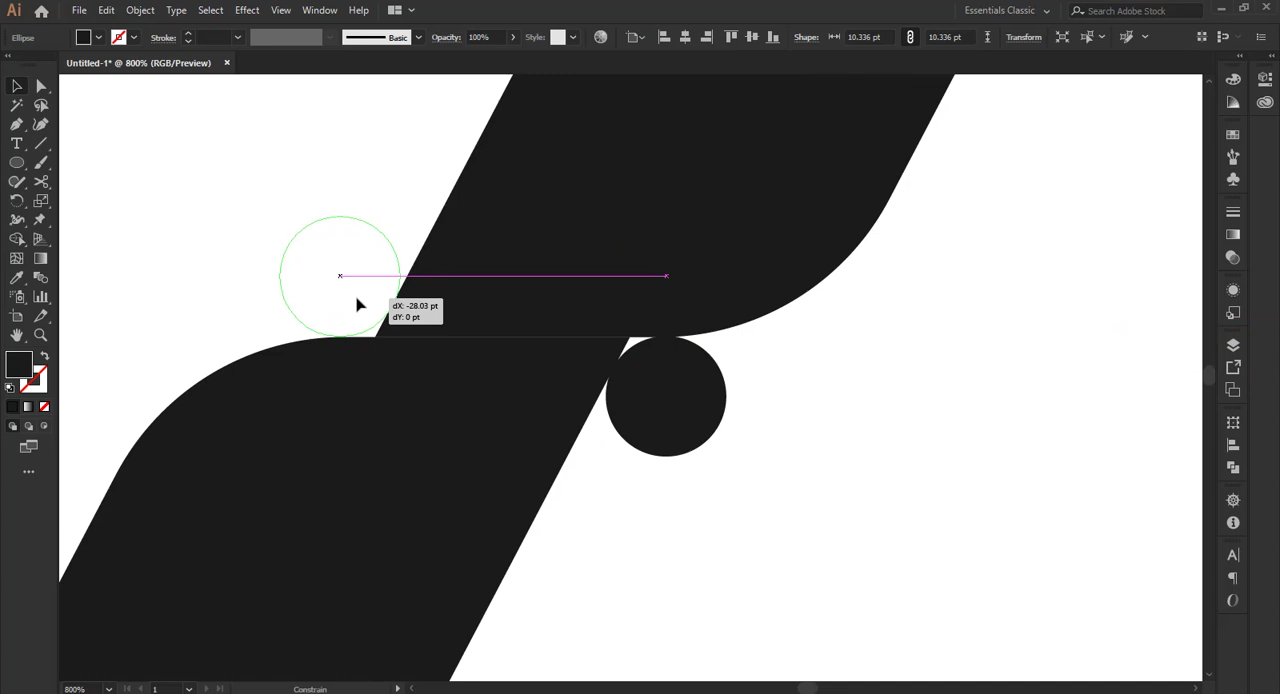 Ai File Edit Object Type Select Effect View Window Help Essentials Classic Search Adobe Stock
Ellipse Stroke: Basic Opacity: 100% Style: Shape: 10.336 pt 10.336 pt Transform
Untitled-1* @ 800% (RGB/Preview) ×
dX: -28.03 pt
dY: 0 pt
800% 1 Constrain